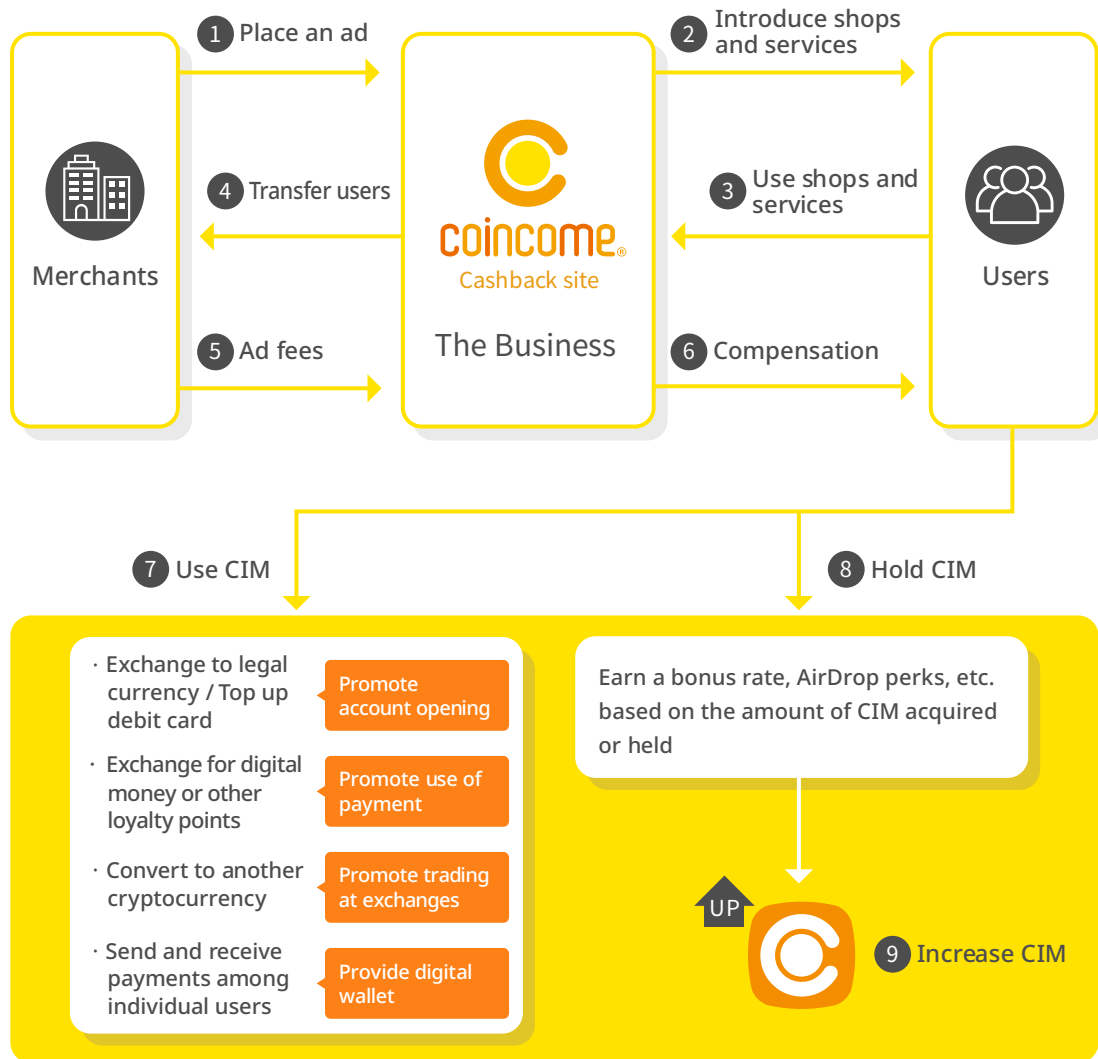 1 Place an ad
2 Introduce shops
and services
4 Transfer users
3 Use shops and
services
Merchants
coincome®
Cashback site
The Business
Users
5 Ad fees
6 Compensation
7 Use CIM
8 Hold CIM
· Exchange to legal
currency / Top up
debit card
Promote
account opening
· Exchange for digital
money or other
loyalty points
Promote use of
payment
· Convert to another
cryptocurrency
Promote trading
at exchanges
· Send and receive
payments among
individual users
Provide digital
wallet
Earn a bonus rate, AirDrop perks, etc.
based on the amount of CIM acquired
or held
UP
9 Increase CIM